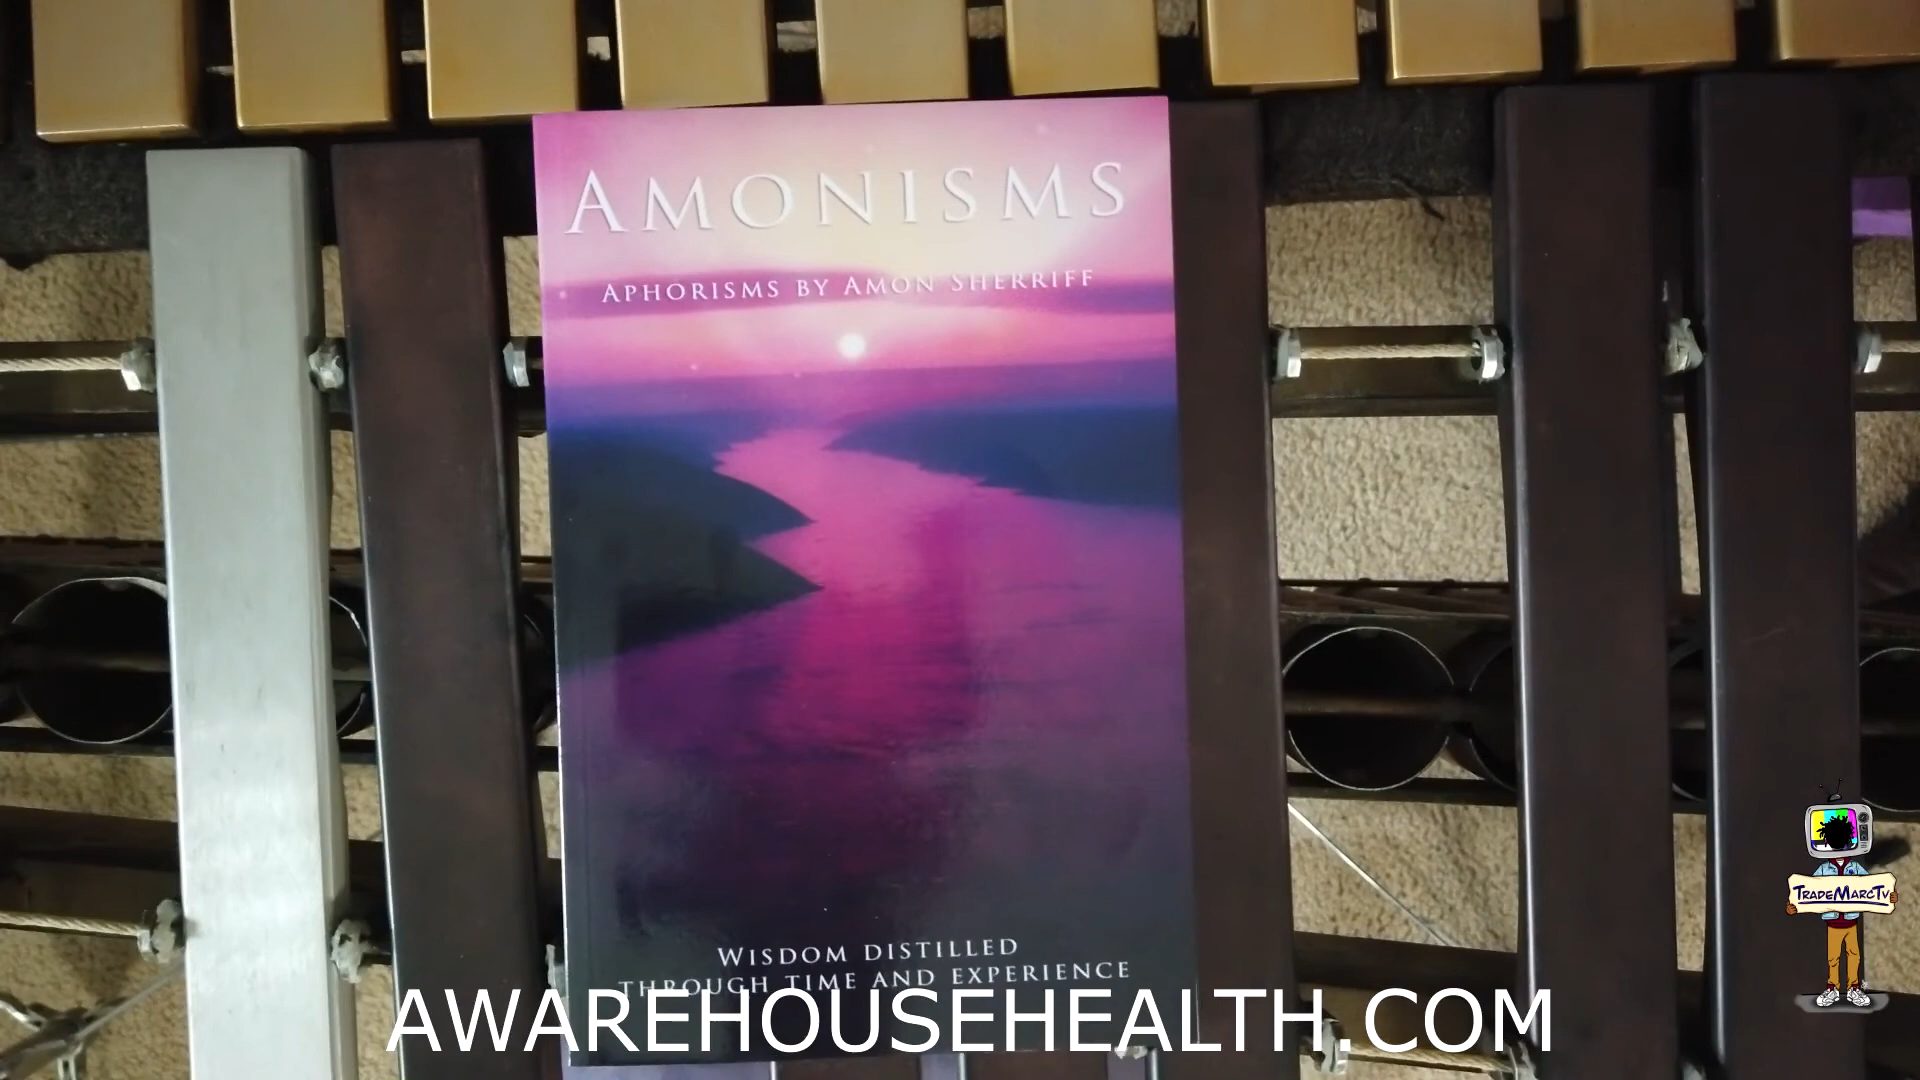 AMONISMS
APHORISMS BY AMON SHERRIFF
WISDOM DISTILLED
THROUGH TIME AND EXPERIENCE
AWAREHOUSEHEALTH.COM
TRADEMARCTV